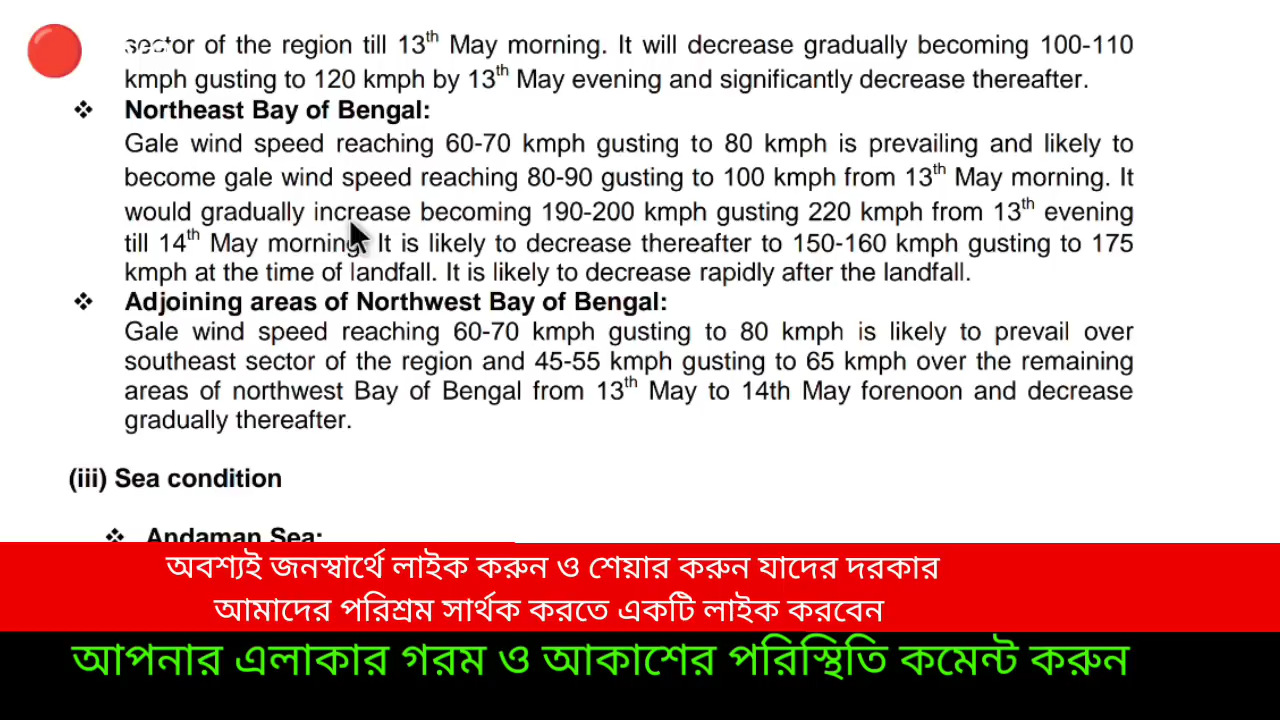 sector of the region till 13th May morning. It will decrease gradually becoming 100-110
kmph gusting to 120 kmph by 13th May evening and significantly decrease thereafter.
❖ Northeast Bay of Bengal:
Gale wind speed reaching 60-70 kmph gusting to 80 kmph is prevailing and likely to
become gale wind speed reaching 80-90 gusting to 100 kmph from 13th May morning. It
would gradually increase becoming 190-200 kmph gusting 220 kmph from 13th evening
till 14th May morning. It is likely to decrease thereafter to 150-160 kmph gusting to 175
kmph at the time of landfall. It is likely to decrease rapidly after the landfall.
❖ Adjoining areas of Northwest Bay of Bengal:
Gale wind speed reaching 60-70 kmph gusting to 80 kmph is likely to prevail over
southeast sector of the region and 45-55 kmph gusting to 65 kmph over the remaining
areas of northwest Bay of Bengal from 13th May to 14th May forenoon and decrease
gradually thereafter.
(iii) Sea condition
❖ Andaman Sea:
অবশ্যই জনস্বার্থে লাইক করুন ও শেয়ার করুন যাদের দরকার
আমাদের পরিশ্রম সার্থক করতে একটি লাইক করবেন
আপনার এলাকার গরম ও আকাশের পরিস্থিতি কমেন্ট করুন